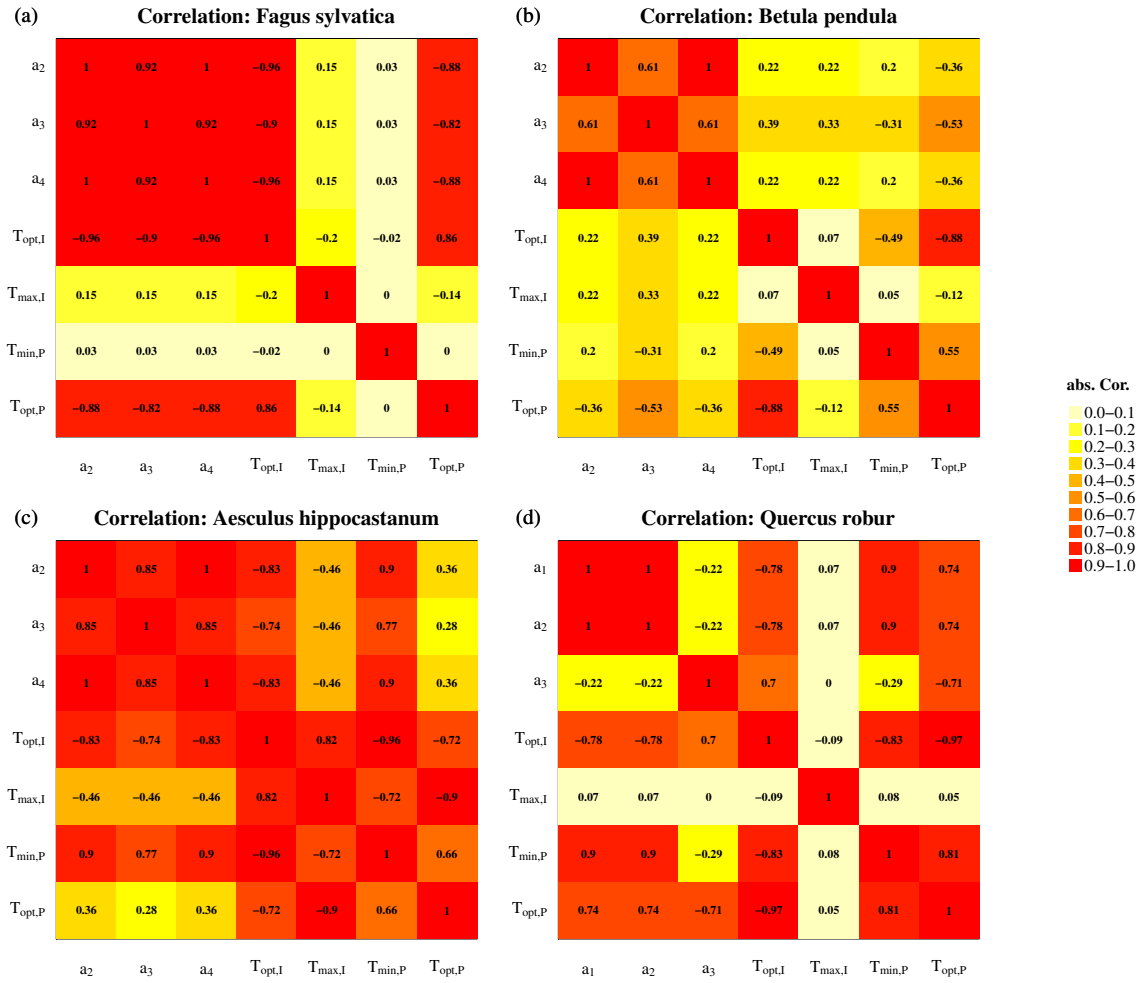 (a) Correlation: Fagus sylvatica
a2 1 0.92 1 −0.96 0.15 0.03 −0.88
a3 0.92 1 0.92 −0.9 0.15 0.03 −0.82
a4 1 0.92 1 −0.96 0.15 0.03 −0.88
Topt,I −0.96 −0.9 −0.96 1 −0.2 −0.02 0.86
Tmax,I 0.15 0.15 0.15 −0.2 1 0 −0.14
Tmin,P 0.03 0.03 0.03 −0.02 0 1 0
Topt,P −0.88 −0.82 −0.88 0.86 −0.14 0 1
a2 a3 a4 Topt,I Tmax,I Tmin,P Topt,P
(b) Correlation: Betula pendula
a2 1 0.61 1 0.22 0.22 0.2 −0.36
a3 0.61 1 0.61 0.39 0.33 −0.31 −0.53
a4 1 0.61 1 0.22 0.22 0.2 −0.36
Topt,I 0.22 0.39 0.22 1 0.07 −0.49 −0.88
Tmax,I 0.22 0.33 0.22 0.07 1 0.05 −0.12
Tmin,P 0.2 −0.31 0.2 −0.49 0.05 1 0.55
Topt,P −0.36 −0.53 −0.36 −0.88 −0.12 0.55 1
a2 a3 a4 Topt,I Tmax,I Tmin,P Topt,P
(c) Correlation: Aesculus hippocastanum
a2 1 0.85 1 −0.83 −0.46 0.9 0.36
a3 0.85 1 0.85 −0.74 −0.46 0.77 0.28
a4 1 0.85 1 −0.83 −0.46 0.9 0.36
Topt,I −0.83 −0.74 −0.83 1 0.82 −0.96 −0.72
Tmax,I −0.46 −0.46 −0.46 0.82 1 −0.72 −0.9
Tmin,P 0.9 0.77 0.9 −0.96 −0.72 1 0.66
Topt,P 0.36 0.28 0.36 −0.72 −0.9 0.66 1
a2 a3 a4 Topt,I Tmax,I Tmin,P Topt,P
(d) Correlation: Quercus robur
a1 1 1 −0.22 −0.78 0.07 0.9 0.74
a2 1 1 −0.22 −0.78 0.07 0.9 0.74
a3 −0.22 −0.22 1 0.7 0 −0.29 −0.71
Topt,I −0.78 −0.78 0.7 1 −0.09 −0.83 −0.97
Tmax,I 0.07 0.07 0 −0.09 1 0.08 0.05
Tmin,P 0.9 0.9 −0.29 −0.83 0.08 1 0.81
Topt,P 0.74 0.74 −0.71 −0.97 0.05 0.81 1
a1 a2 a3 Topt,I Tmax,I Tmin,P Topt,P
abs. Cor.
0.0−0.1
0.1−0.2
0.2−0.3
0.3−0.4
0.4−0.5
0.5−0.6
0.6−0.7
0.7−0.8
0.8−0.9
0.9−1.0